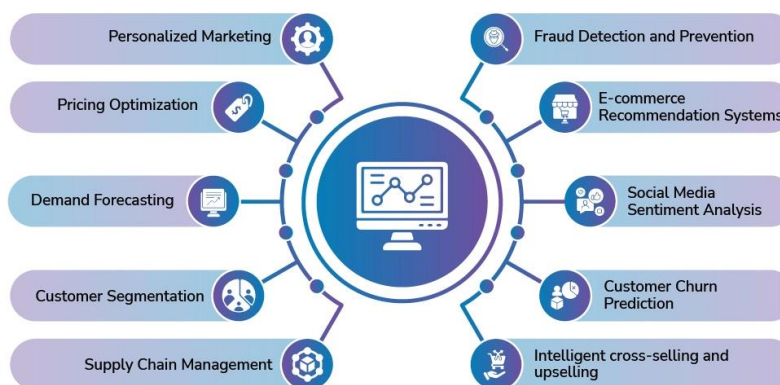 Personalized Marketing
Pricing Optimization
Demand Forecasting
Customer Segmentation
Supply Chain Management
Fraud Detection and Prevention
E-commerce
Recommendation Systems
Social Media
Sentiment Analysis
Customer Churn
Prediction
Intelligent cross-selling and
upselling